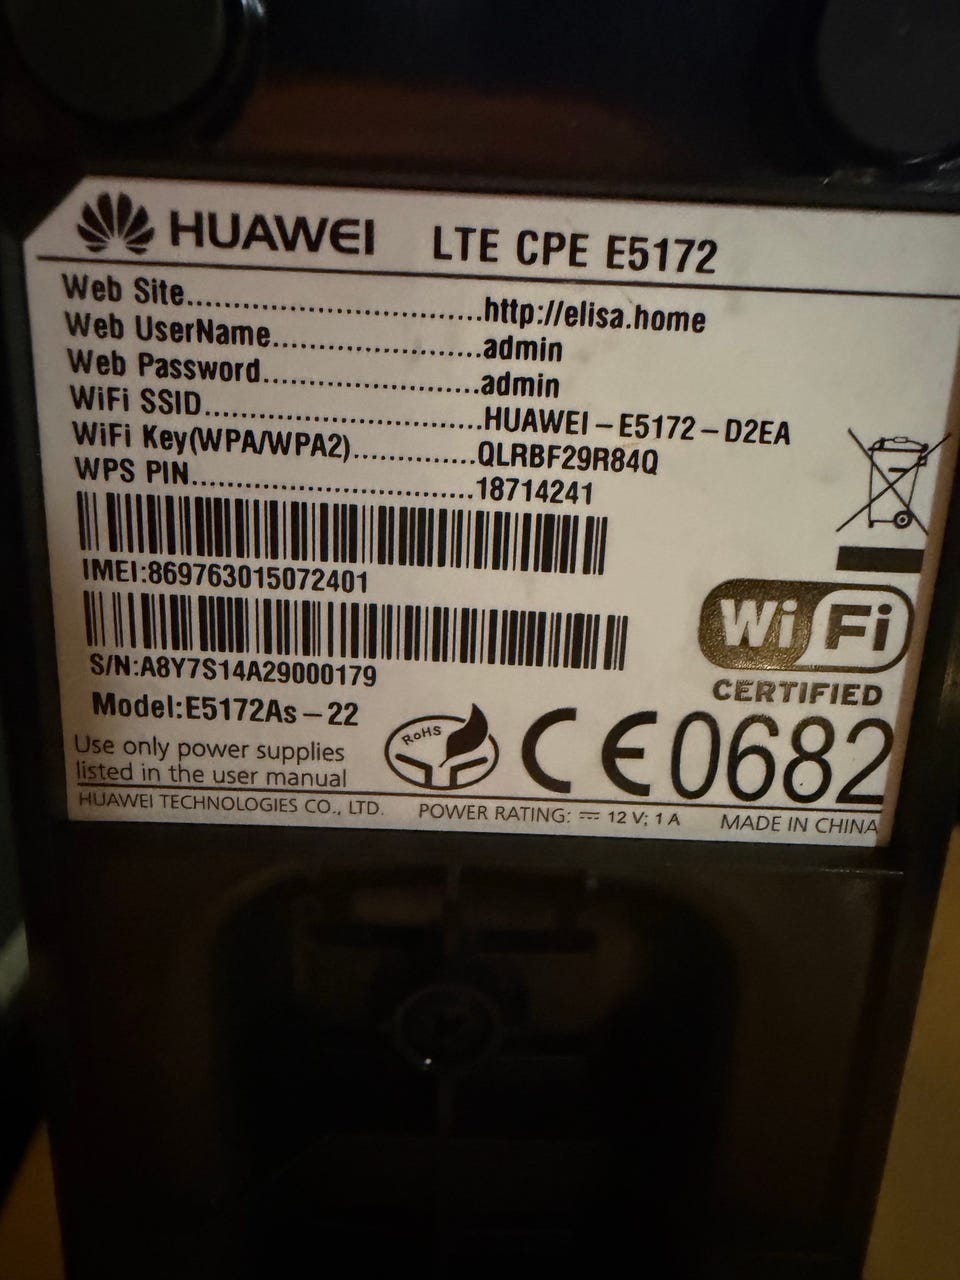 HUAWEI LTE CPE E5172
Web Site................................http://elisa.home
Web UserName.......................admin
Web Password........................admin
WiFi SSID..............................HUAWEI-E5172-D2EA
WiFi Key(WPA/WPA2).............QLRBF29R84Q
WPS PIN...............................18714241
IMEI:869763015072401
S/N:A8Y7S14A29000179
Model:E5172As-22
Use only power supplies
listed in the user manual
RoHS
CE0682
Wi Fi
CERTIFIED
HUAWEI TECHNOLOGIES CO., LTD. POWER RATING: ⎓ 12 V; 1 A MADE IN CHINA